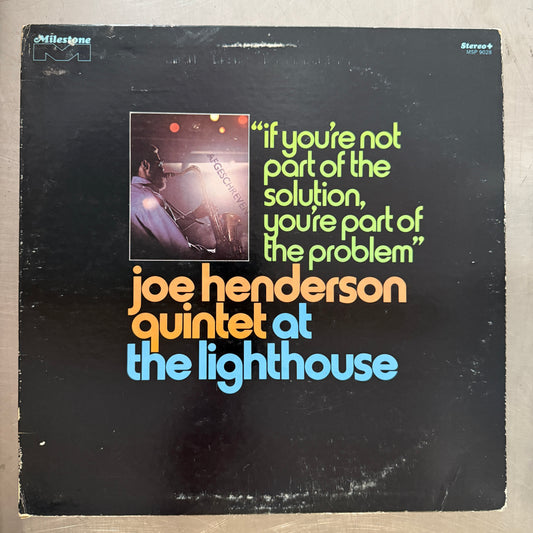 Milestone
Stereo+
MSP 9028
AFGESCHREVEN
"if you're not
part of the
solution,
you're part of
the problem"
joe henderson
quintet at
the lighthouse